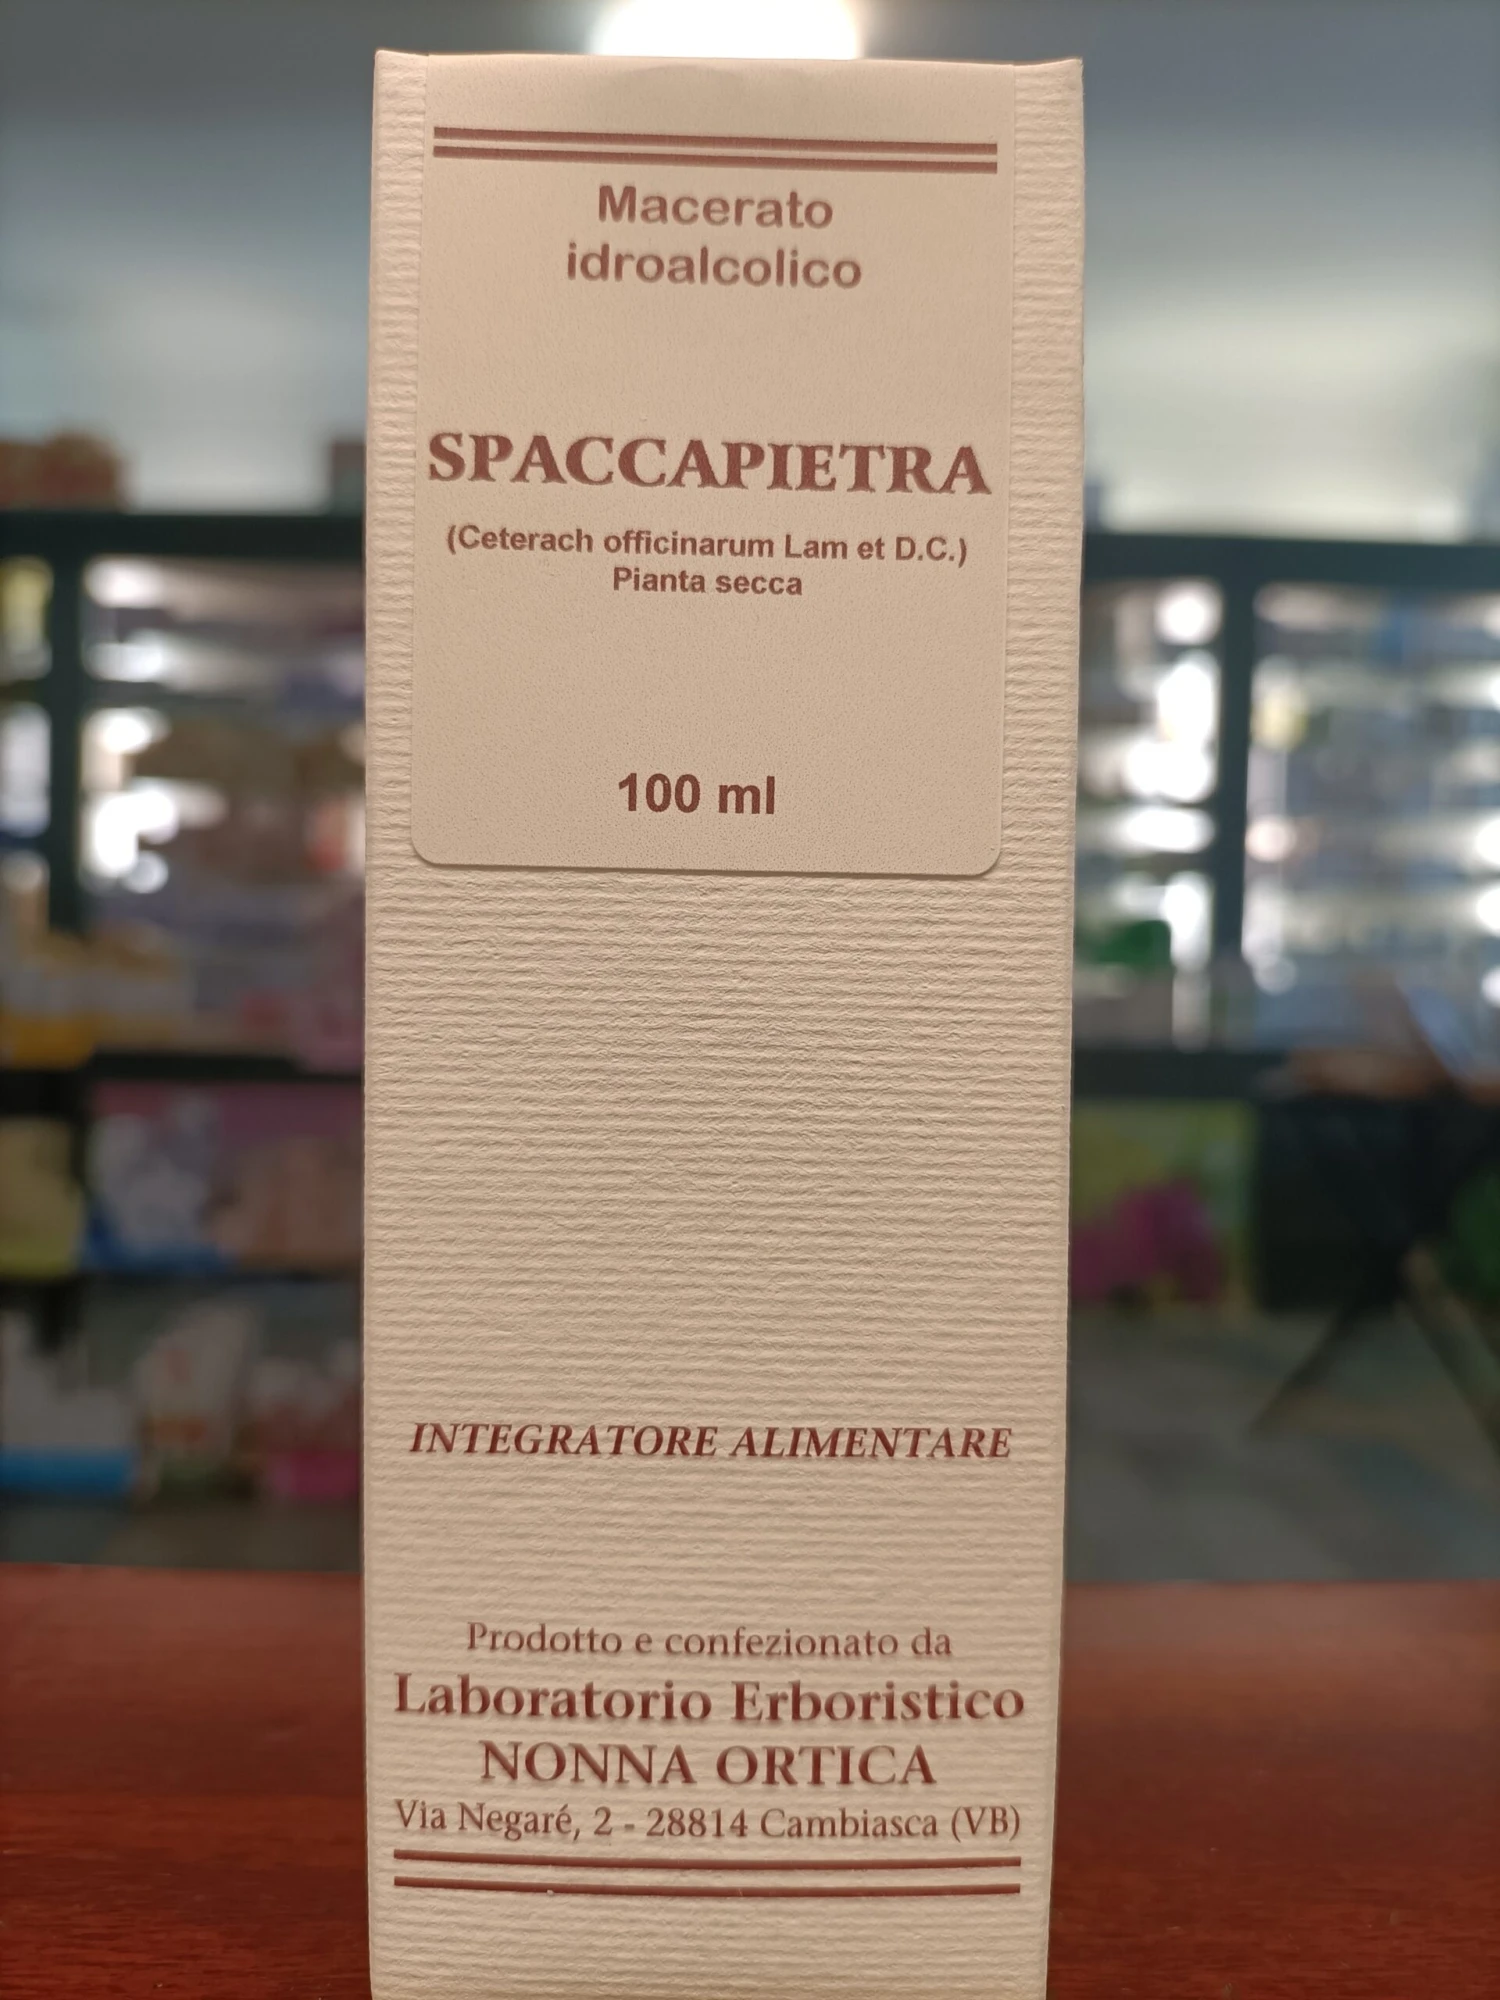 Macerato
idroalcolico
SPACCAPIETRA
(Ceterach officinarum Lam et D.C.)
Pianta secca
100 ml
INTEGRATORE ALIMENTARE
Prodotto e confezionato da
Laboratorio Erboristico
NONNA ORTICA
Via Negaré, 2 - 28814 Cambiasca (VB)